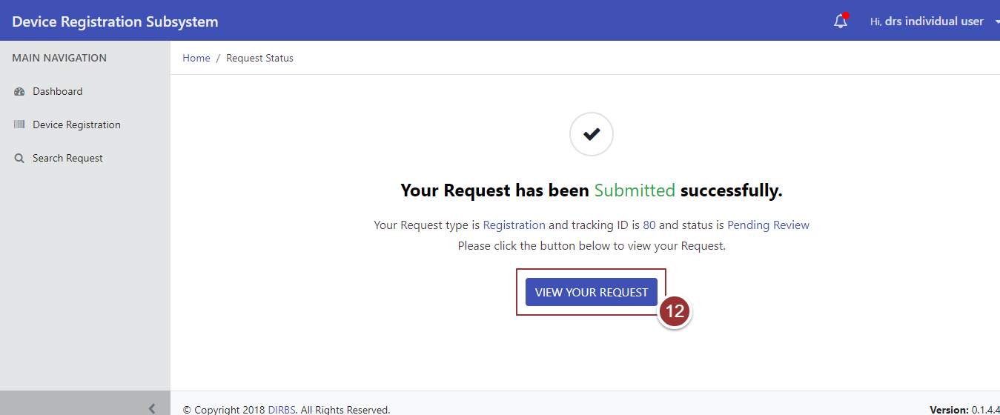 Device Registration Subsystem
Hi, drs individual user
MAIN NAVIGATION
Home / Request Status
Dashboard
Device Registration
Search Request
Your Request has been Submitted successfully.
Your Request type is Registration and tracking ID is 80 and status is Pending Review
Please click the button below to view your Request.
VIEW YOUR REQUEST
12
© Copyright 2018 DIRBS. All Rights Reserved.
Version: 0.1.4.4